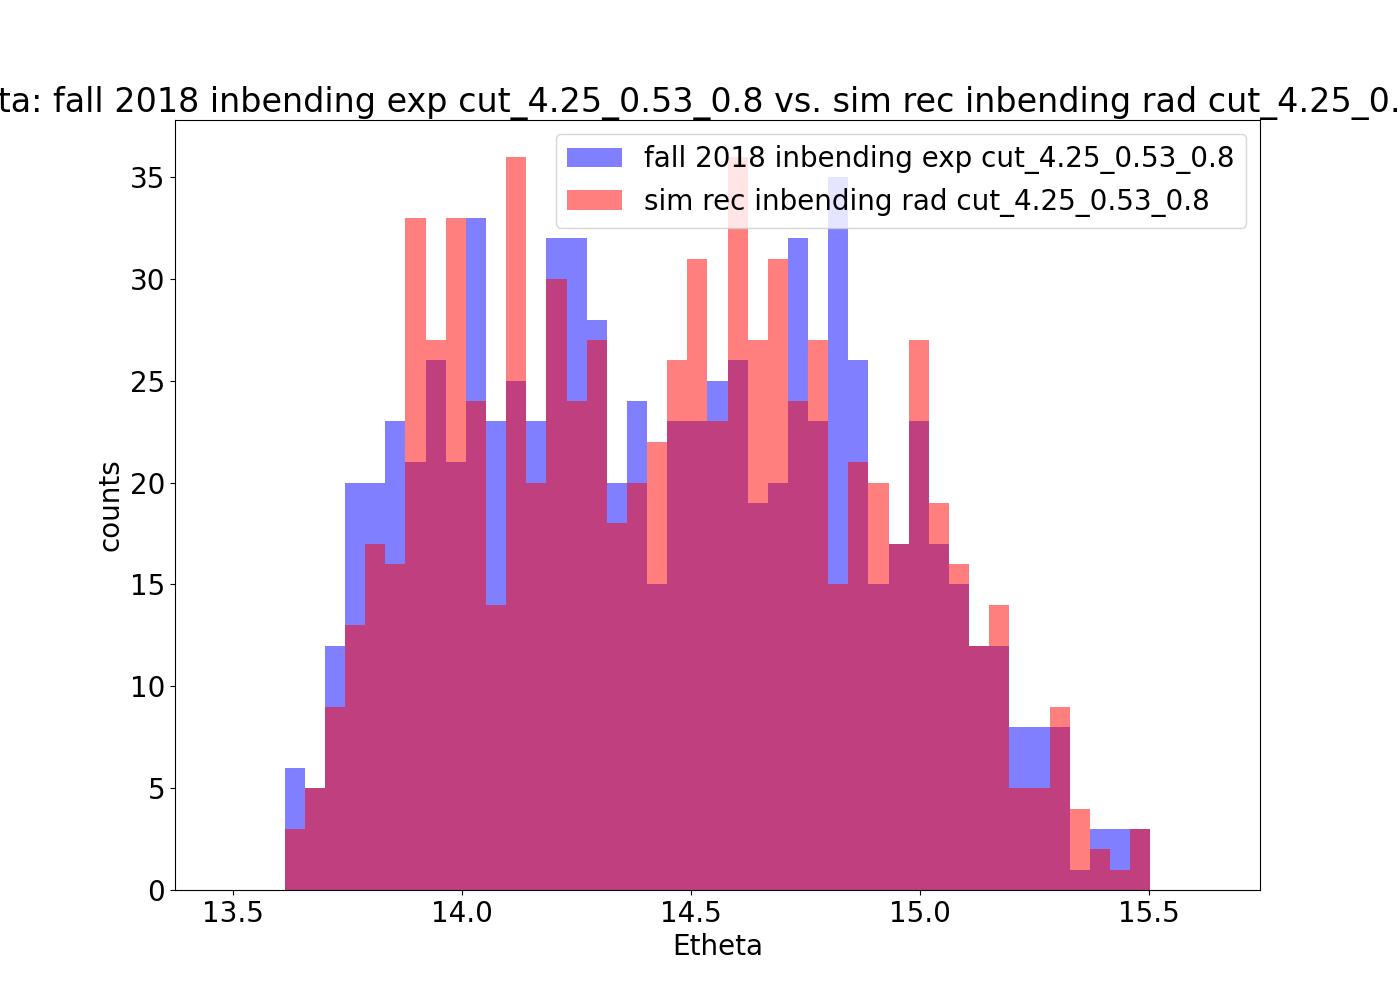 ta: fall 2018 inbending exp cut_4.25_0.53_0.8 vs. sim rec inbending rad cut_4.25_0.
fall 2018 inbending exp cut_4.25_0.53_0.8
sim rec inbending rad cut_4.25_0.53_0.8
35
30
25
20
15
10
5
0
counts
13.5 14.0 14.5 15.0 15.5
Etheta